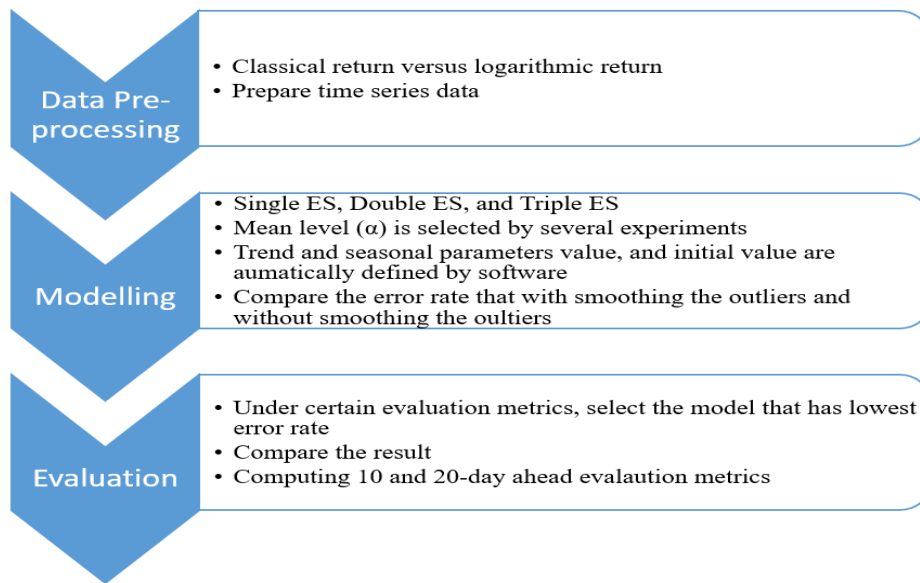 Data Pre-
processing
• Classical return versus logarithmic return
• Prepare time series data
Modelling
• Single ES, Double ES, and Triple ES
• Mean level (α) is selected by several experiments
• Trend and seasonal parameters value, and initial value are
aumatically defined by software
• Compare the error rate that with smoothing the outliers and
without smoothing the oultiers
Evaluation
• Under certain evaluation metrics, select the model that has lowest
error rate
• Compare the result
• Computing 10 and 20-day ahead evalaution metrics